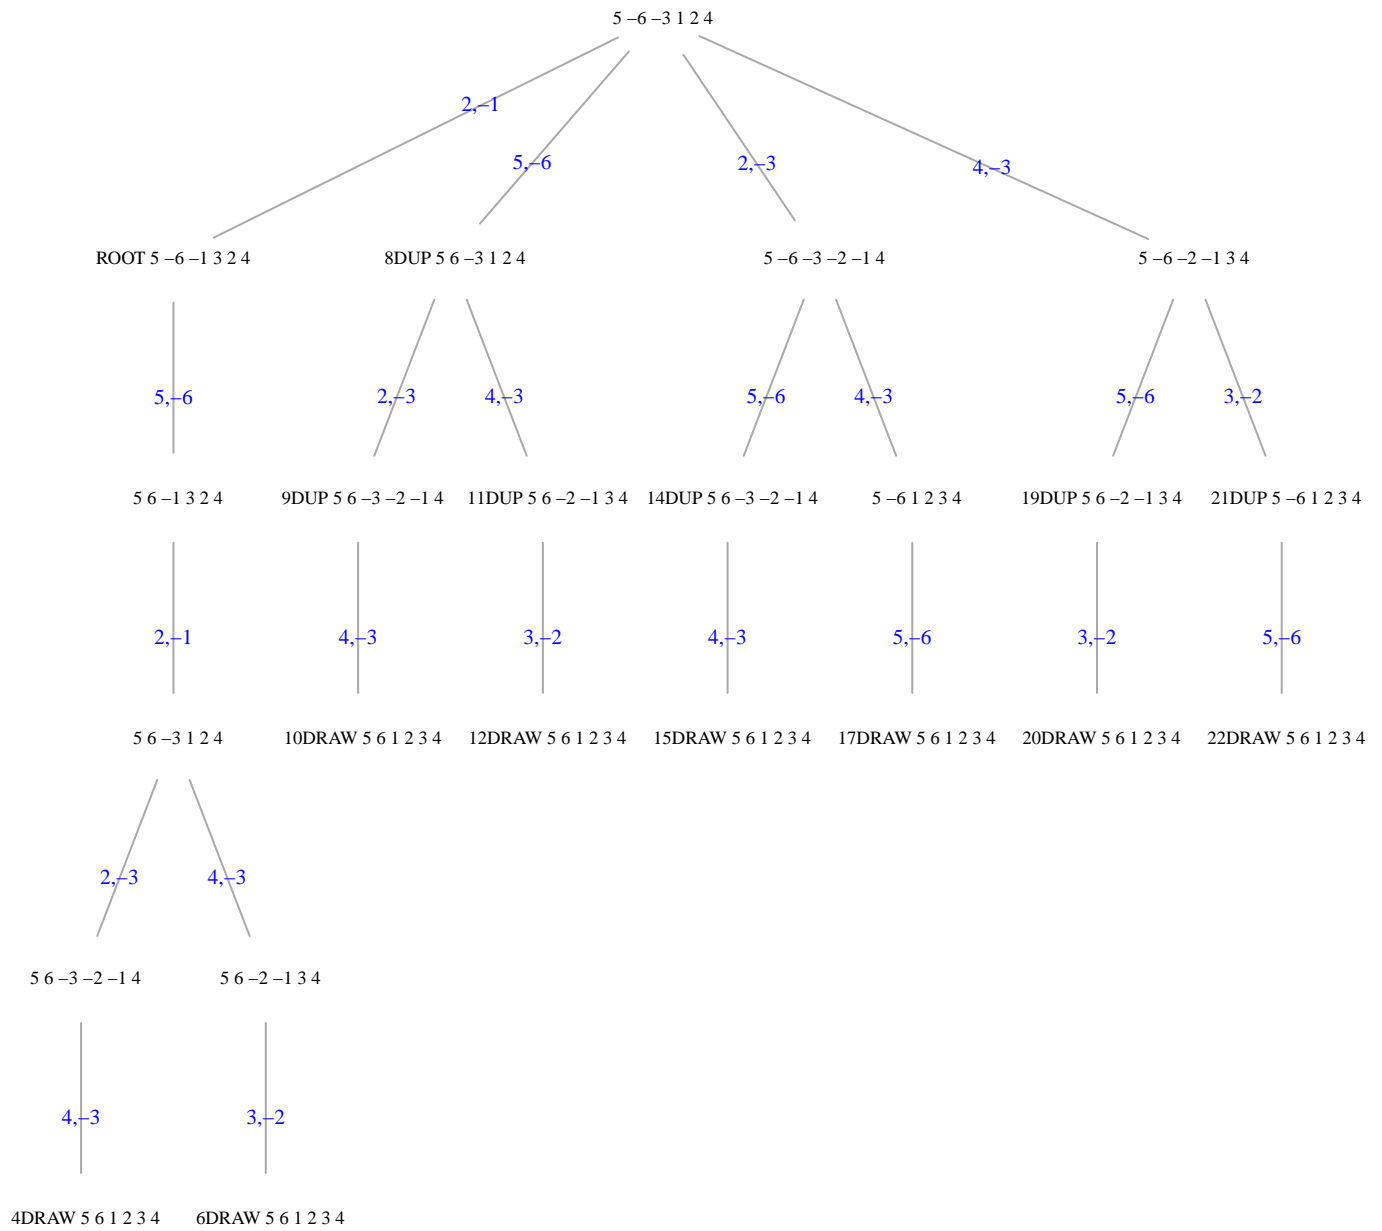 5 –6 –3 1 2 4
2,–1
5,–6
2,–3
4,–3
ROOT 5 –6 –1 3 2 4
8DUP 5 6 –3 1 2 4
5 –6 –3 –2 –1 4
5 –6 –2 –1 3 4
5,–6
2,–3
4,–3
5,–6
4,–3
5,–6
3,–2
5 6 –1 3 2 4
9DUP 5 6 –3 –2 –1 4
11DUP 5 6 –2 –1 3 4
14DUP 5 6 –3 –2 –1 4
5 –6 1 2 3 4
19DUP 5 6 –2 –1 3 4
21DUP 5 –6 1 2 3 4
2,–1
4,–3
3,–2
4,–3
5,–6
3,–2
5,–6
5 6 –3 1 2 4
10DRAW 5 6 1 2 3 4
12DRAW 5 6 1 2 3 4
15DRAW 5 6 1 2 3 4
17DRAW 5 6 1 2 3 4
20DRAW 5 6 1 2 3 4
22DRAW 5 6 1 2 3 4
2,–3
4,–3
5 6 –3 –2 –1 4
5 6 –2 –1 3 4
4,–3
3,–2
4DRAW 5 6 1 2 3 4
6DRAW 5 6 1 2 3 4